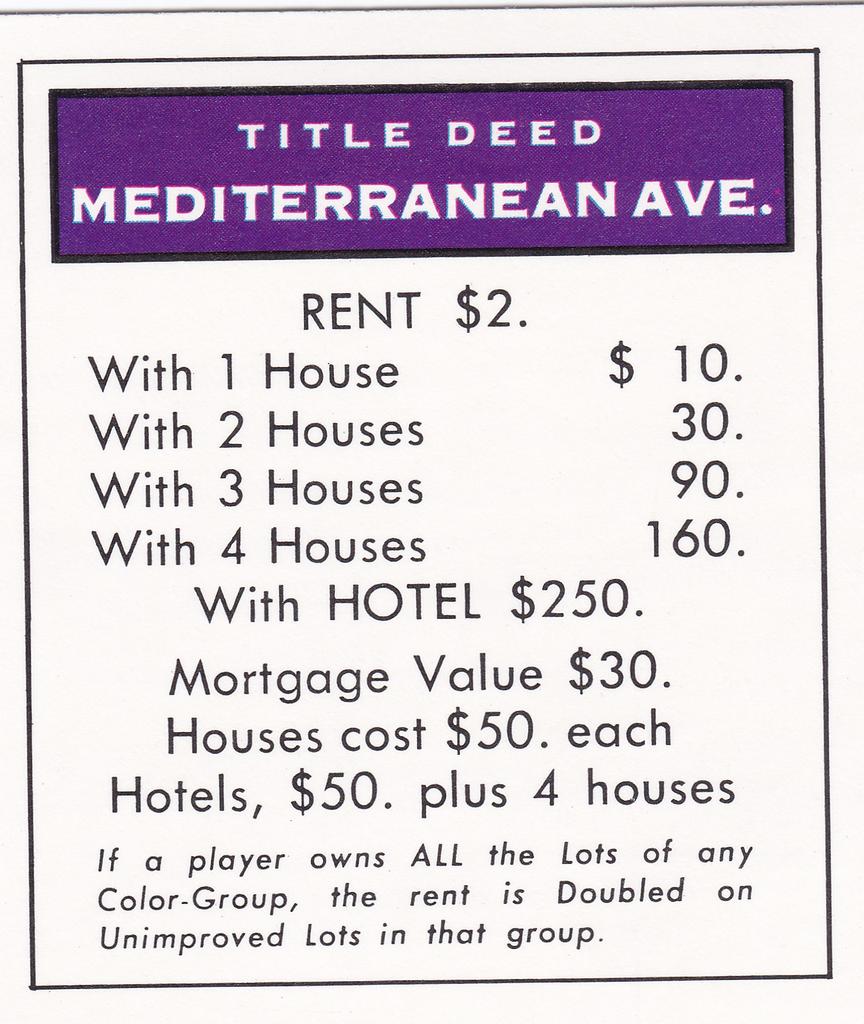 TITLE DEED
MEDITERRANEAN AVE.
RENT $2.
With 1 House $ 10.
With 2 Houses 30.
With 3 Houses 90.
With 4 Houses 160.
With HOTEL $250.
Mortgage Value $30.
Houses cost $50. each
Hotels, $50. plus 4 houses
If a player owns ALL the Lots of any
Color-Group, the rent is Doubled on
Unimproved Lots in that group.